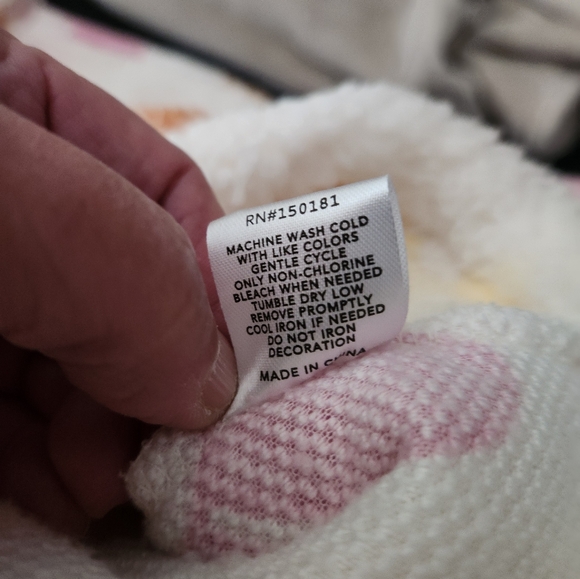 RN#150181
MACHINE WASH COLD
WITH LIKE COLORS
GENTLE CYCLE
ONLY NON-CHLORINE
BLEACH WHEN NEEDED
TUMBLE DRY LOW
REMOVE PROMPTLY
COOL IRON IF NEEDED
DO NOT IRON
DECORATION
MADE IN CHINA